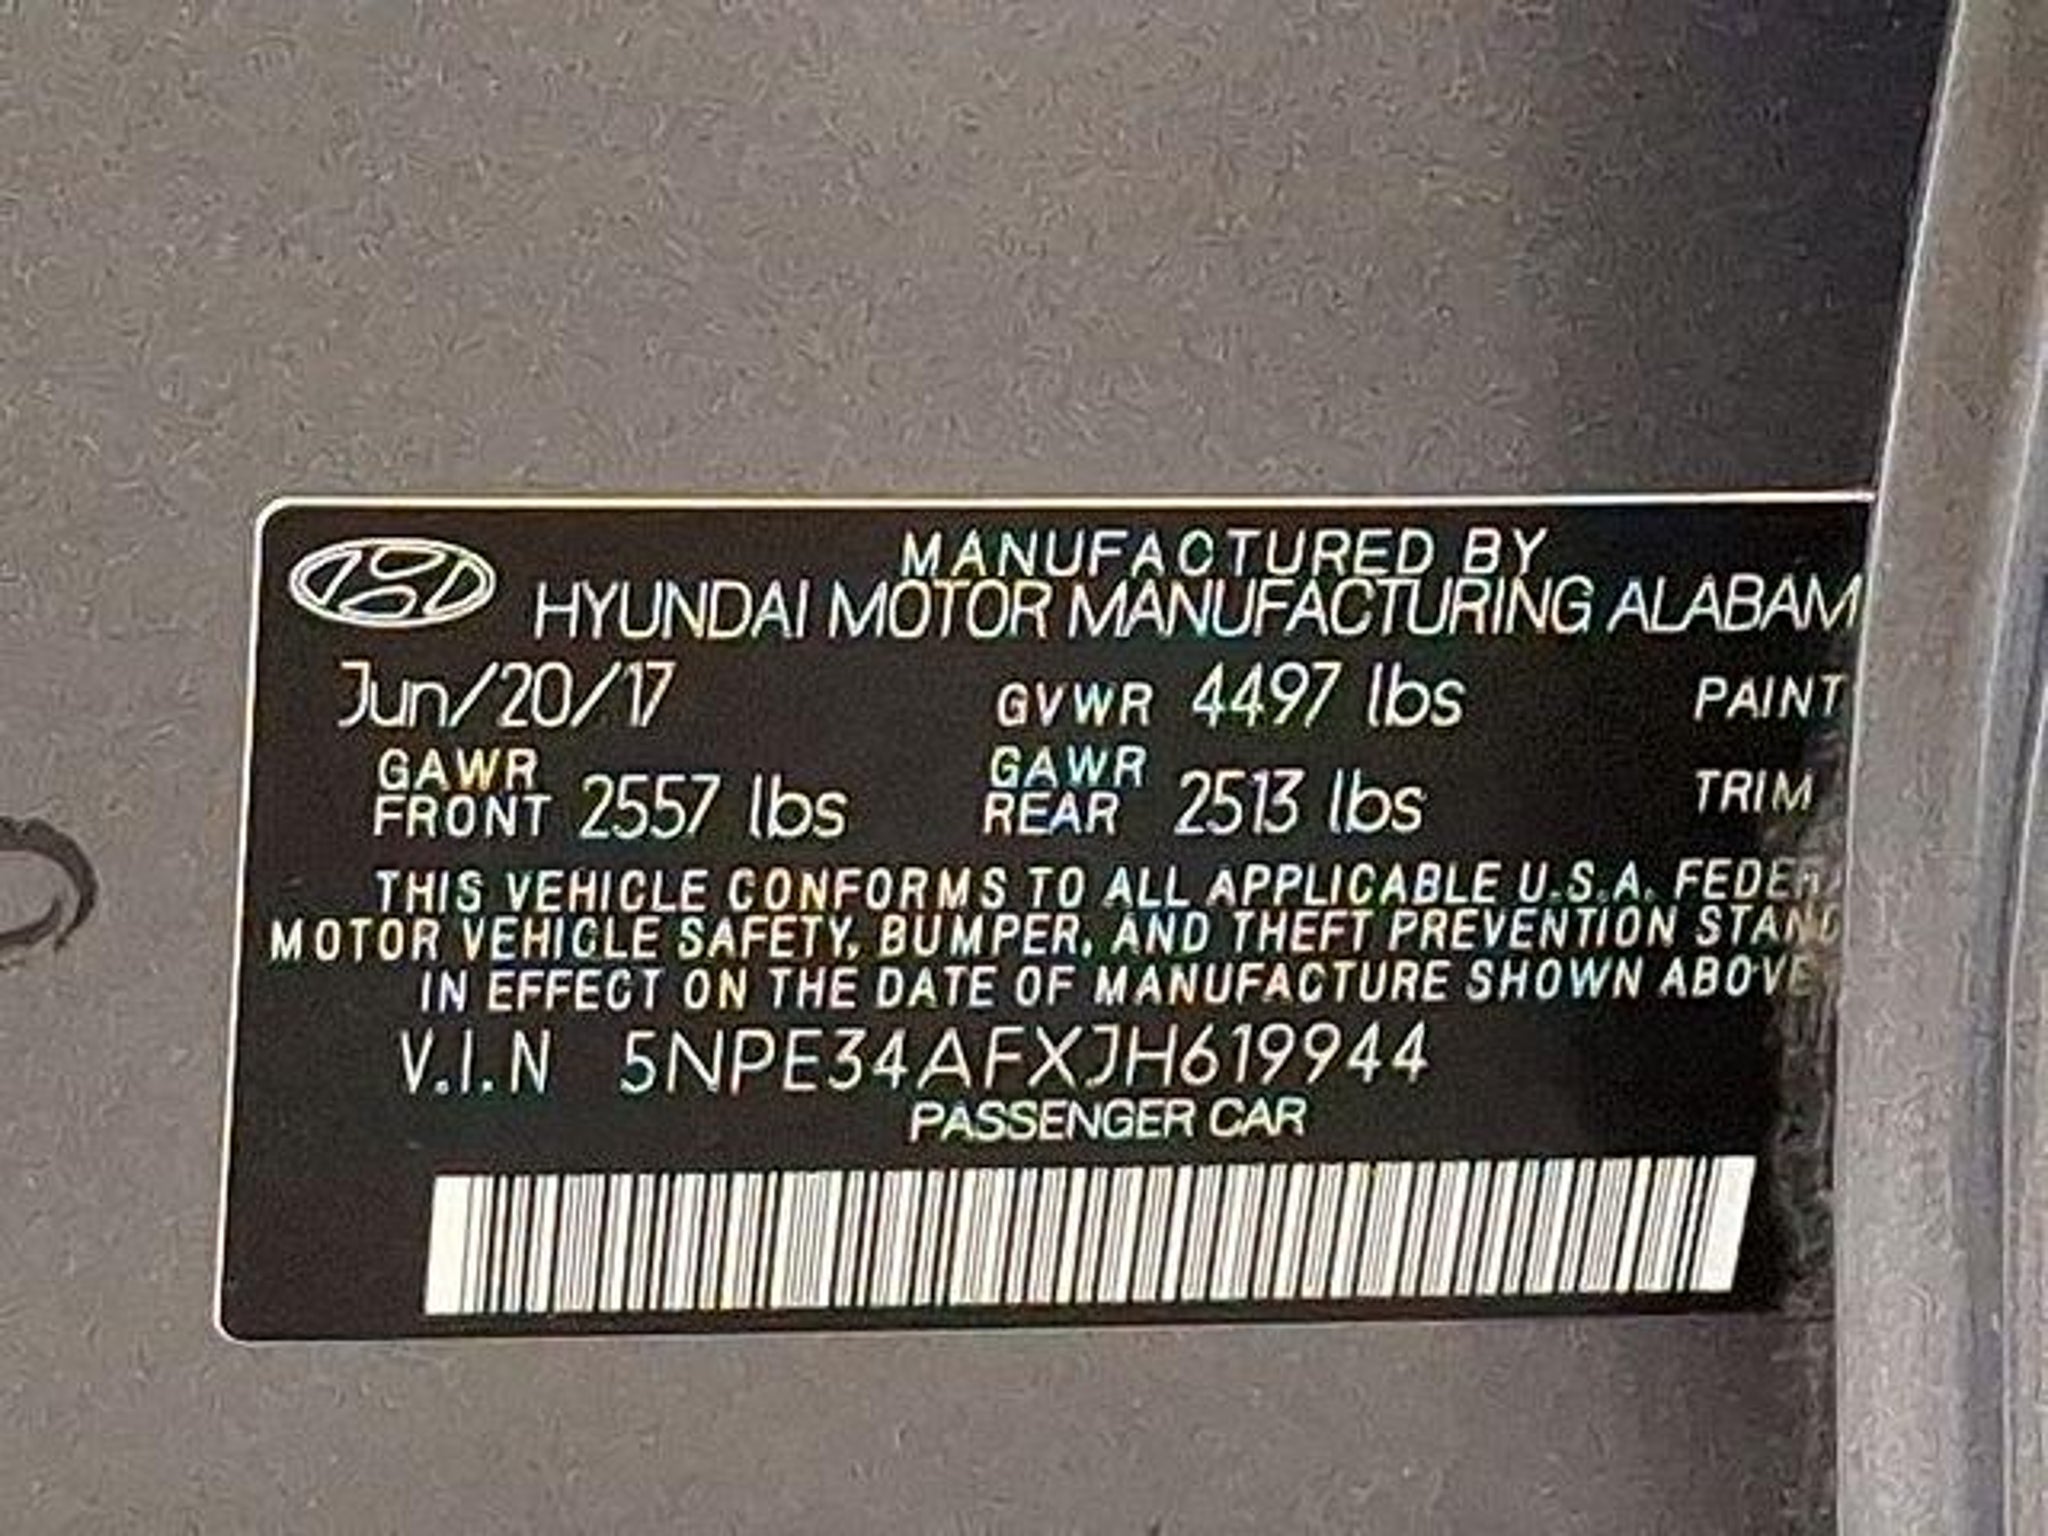 MANUFACTURED BY
HYUNDAI MOTOR MANUFACTURING ALABAM
Jun/20/17 GVWR 4497 lbs PAINT
GAWR FRONT 2557 lbs GAWR REAR 2513 lbs TRIM
THIS VEHICLE CONFORMS TO ALL APPLICABLE U.S.A. FEDER
MOTOR VEHICLE SAFETY, BUMPER, AND THEFT PREVENTION STAND
IN EFFECT ON THE DATE OF MANUFACTURE SHOWN ABOVE
V.I.N 5NPE34AFXJH619944
PASSENGER CAR